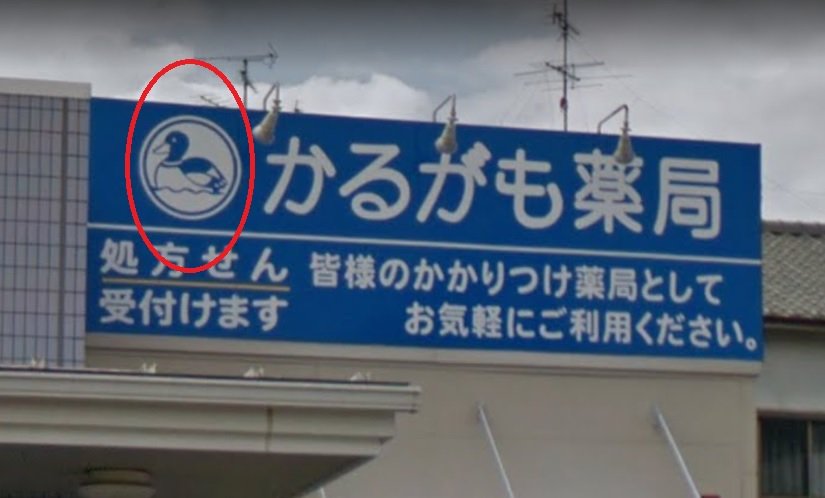 かるがも薬局
処方せん
受付けます
皆様のかかりつけ薬局として
お気軽にご利用ください。